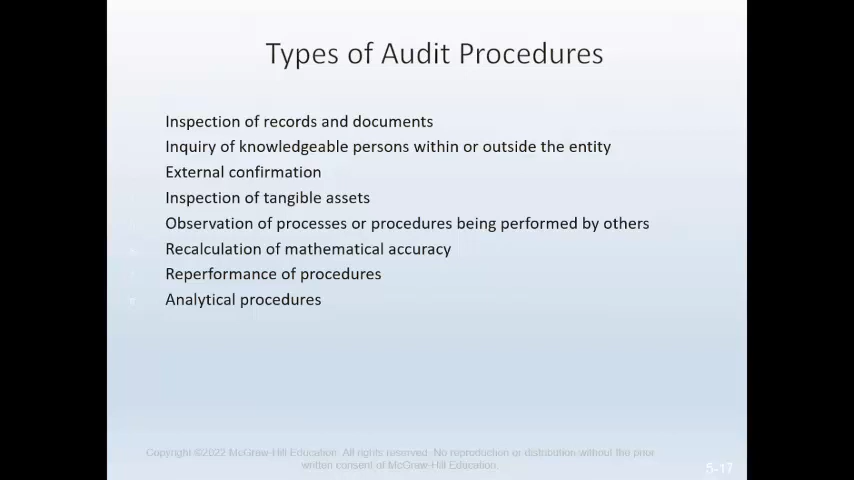 Types of Audit Procedures
Inspection of records and documents
Inquiry of knowledgeable persons within or outside the entity
External confirmation
Inspection of tangible assets
Observation of processes or procedures being performed by others
Recalculation of mathematical accuracy
Reperformance of procedures
Analytical procedures
Copyright ©2022 McGraw-Hill Education. All rights reserved. No reproduction or distribution without the prior
written consent of McGraw-Hill Education.
5-17